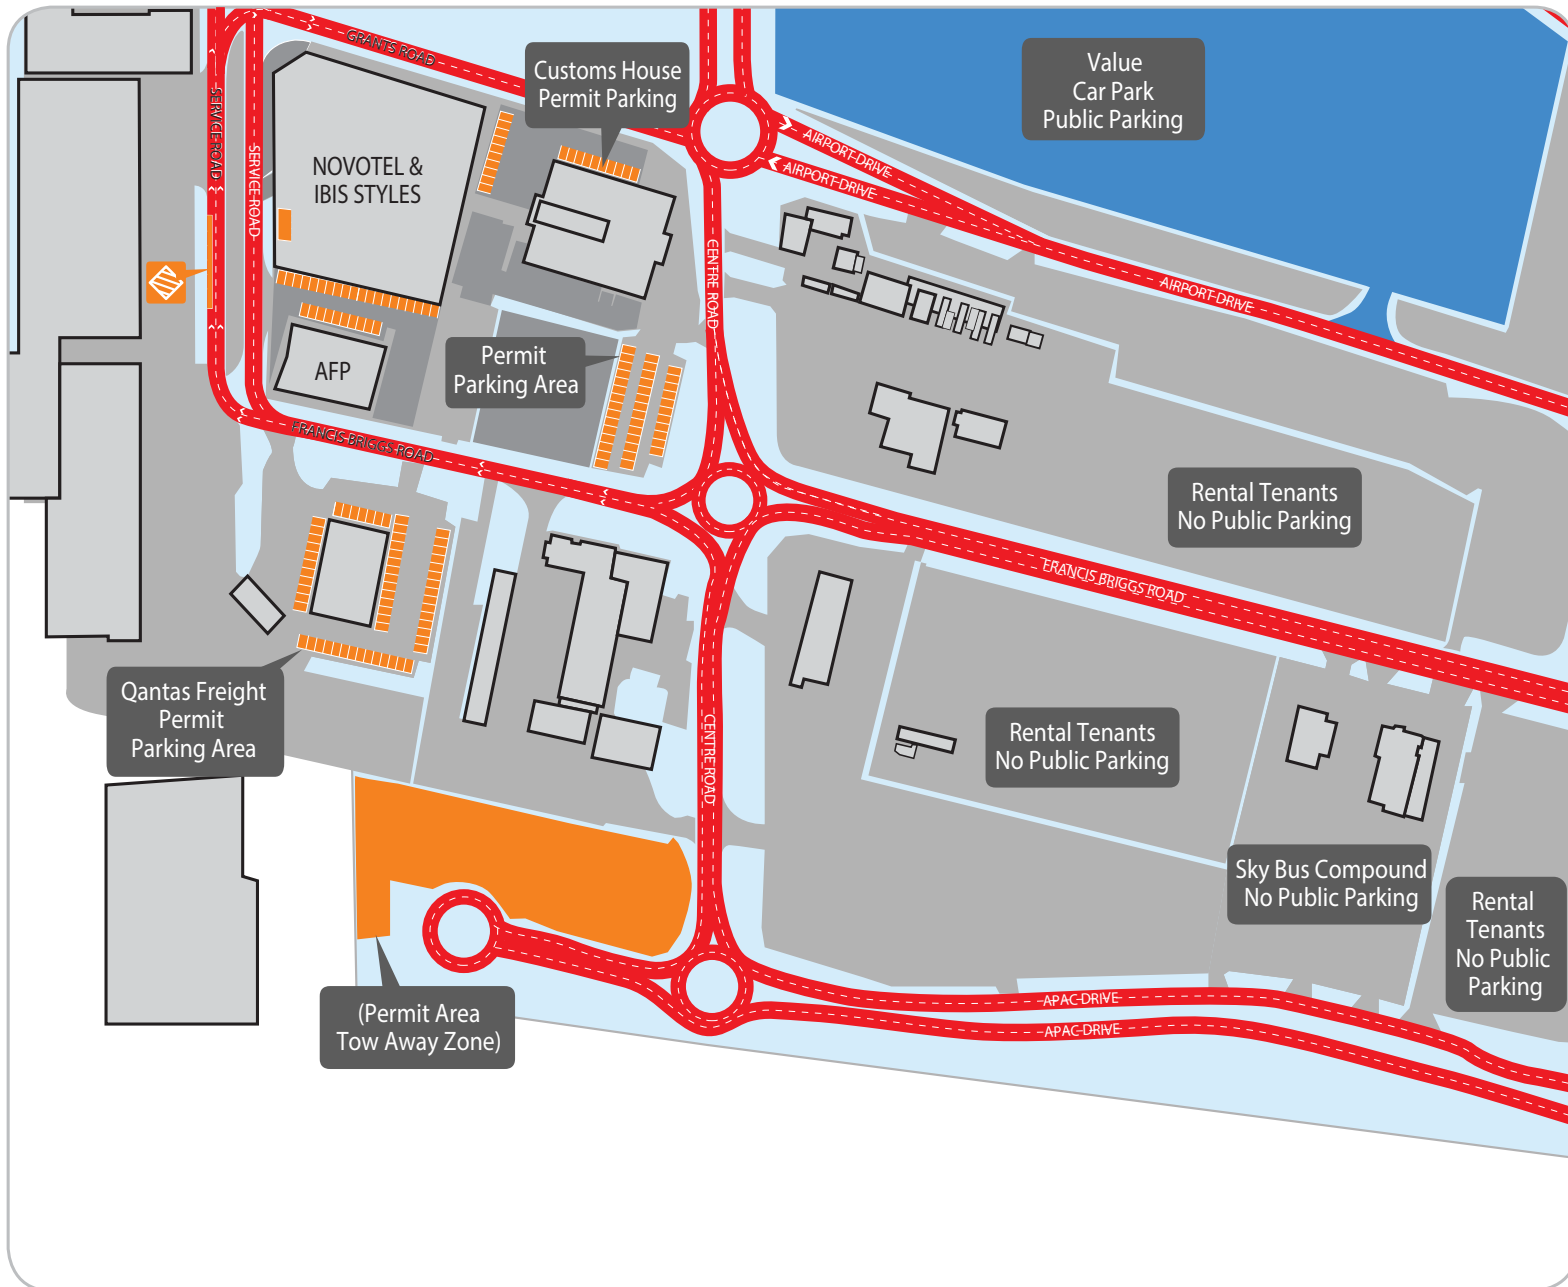 GRANTS ROAD
Customs House
Permit Parking
Value
Car Park
Public Parking
SERVICE ROAD
SERVICE ROAD
NOVOTEL &
IBIS STYLES
AIRPORT DRIVE
AIRPORT DRIVE
AIRPORT DRIVE
CENTRE ROAD
AFP
Permit
Parking Area
FRANCIS BRIGGS ROAD
Rental Tenants
No Public Parking
FRANCIS BRIGGS ROAD
Qantas Freight
Permit
Parking Area
CENTRE ROAD
Rental Tenants
No Public Parking
Sky Bus Compound
No Public Parking
Rental
Tenants
No Public
Parking
(Permit Area
Tow Away Zone)
APAC DRIVE
APAC DRIVE